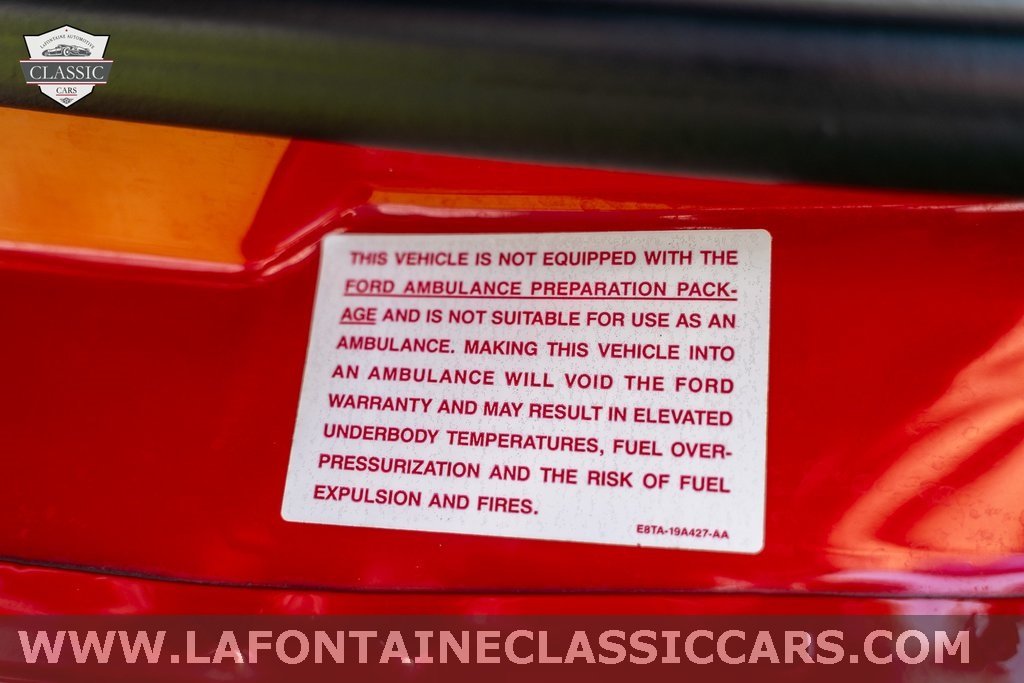 LAFONTAINE AUTOMOTIVE
CLASSIC
CARS
THIS VEHICLE IS NOT EQUIPPED WITH THE
FORD AMBULANCE PREPARATION PACK-
AGE AND IS NOT SUITABLE FOR USE AS AN
AMBULANCE. MAKING THIS VEHICLE INTO
AN AMBULANCE WILL VOID THE FORD
WARRANTY AND MAY RESULT IN ELEVATED
UNDERBODY TEMPERATURES, FUEL OVER-
PRESSURIZATION AND THE RISK OF FUEL
EXPULSION AND FIRES.
E8TA-19A427-AA
WWW.LAFONTAINECLASSICCARS.COM